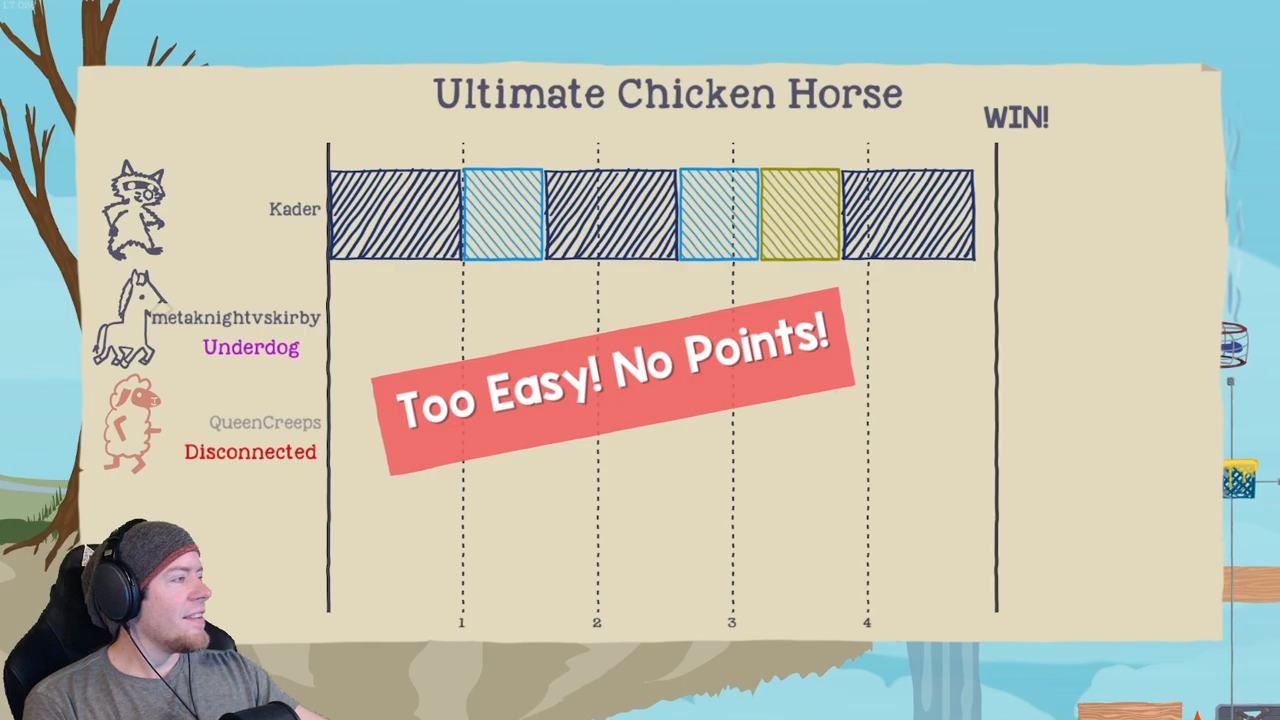 Ultimate Chicken Horse
WIN!
Kader
metaknightvskirby
Underdog
QueenCreeps
Disconnected
Too Easy! No Points!
1 2 3 4